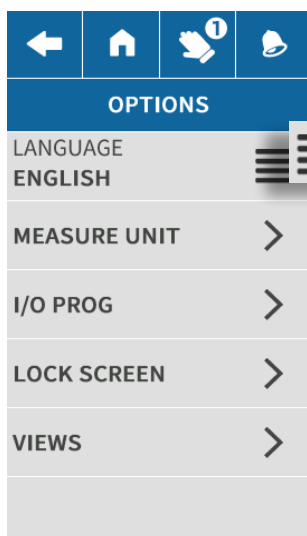 1
OPTIONS
LANGUAGE
ENGLISH
MEASURE UNIT
I/O PROG
LOCK SCREEN
VIEWS